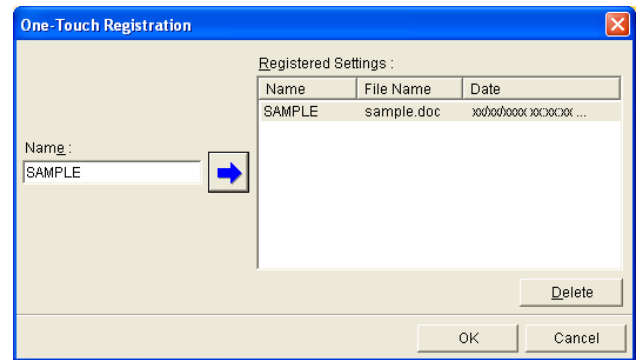 One-Touch Registration
Registered Settings :
Name File Name Date
SAMPLE sample.doc xx/xx/xxxx xx:xx:xx ...
Name :
SAMPLE
Delete
OK Cancel